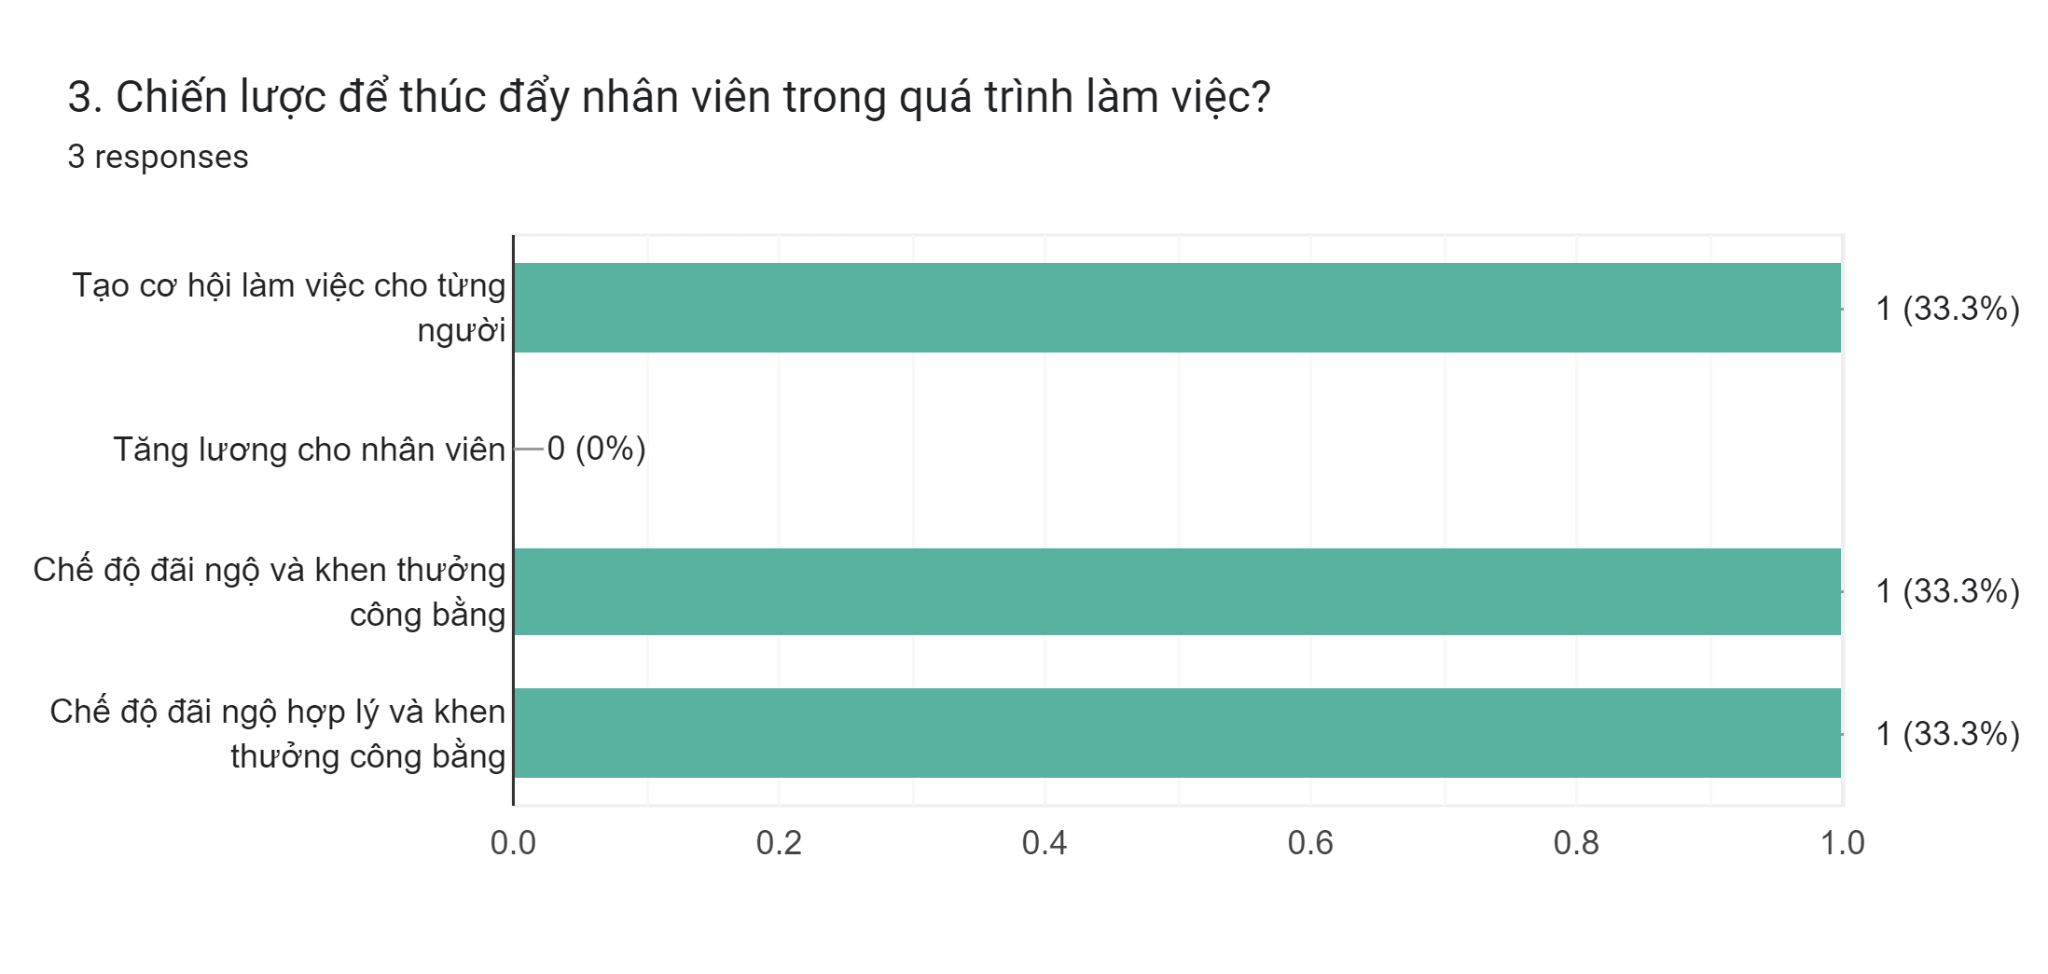 3. Chiến lược để thúc đẩy nhân viên trong quá trình làm việc?
3 responses
Tạo cơ hội làm việc cho từng
người
1 (33.3%)
Tăng lương cho nhân viên
0 (0%)
Chế độ đãi ngộ và khen thưởng
công bằng
1 (33.3%)
Chế độ đãi ngộ hợp lý và khen
thưởng công bằng
1 (33.3%)
0.0 0.2 0.4 0.6 0.8 1.0